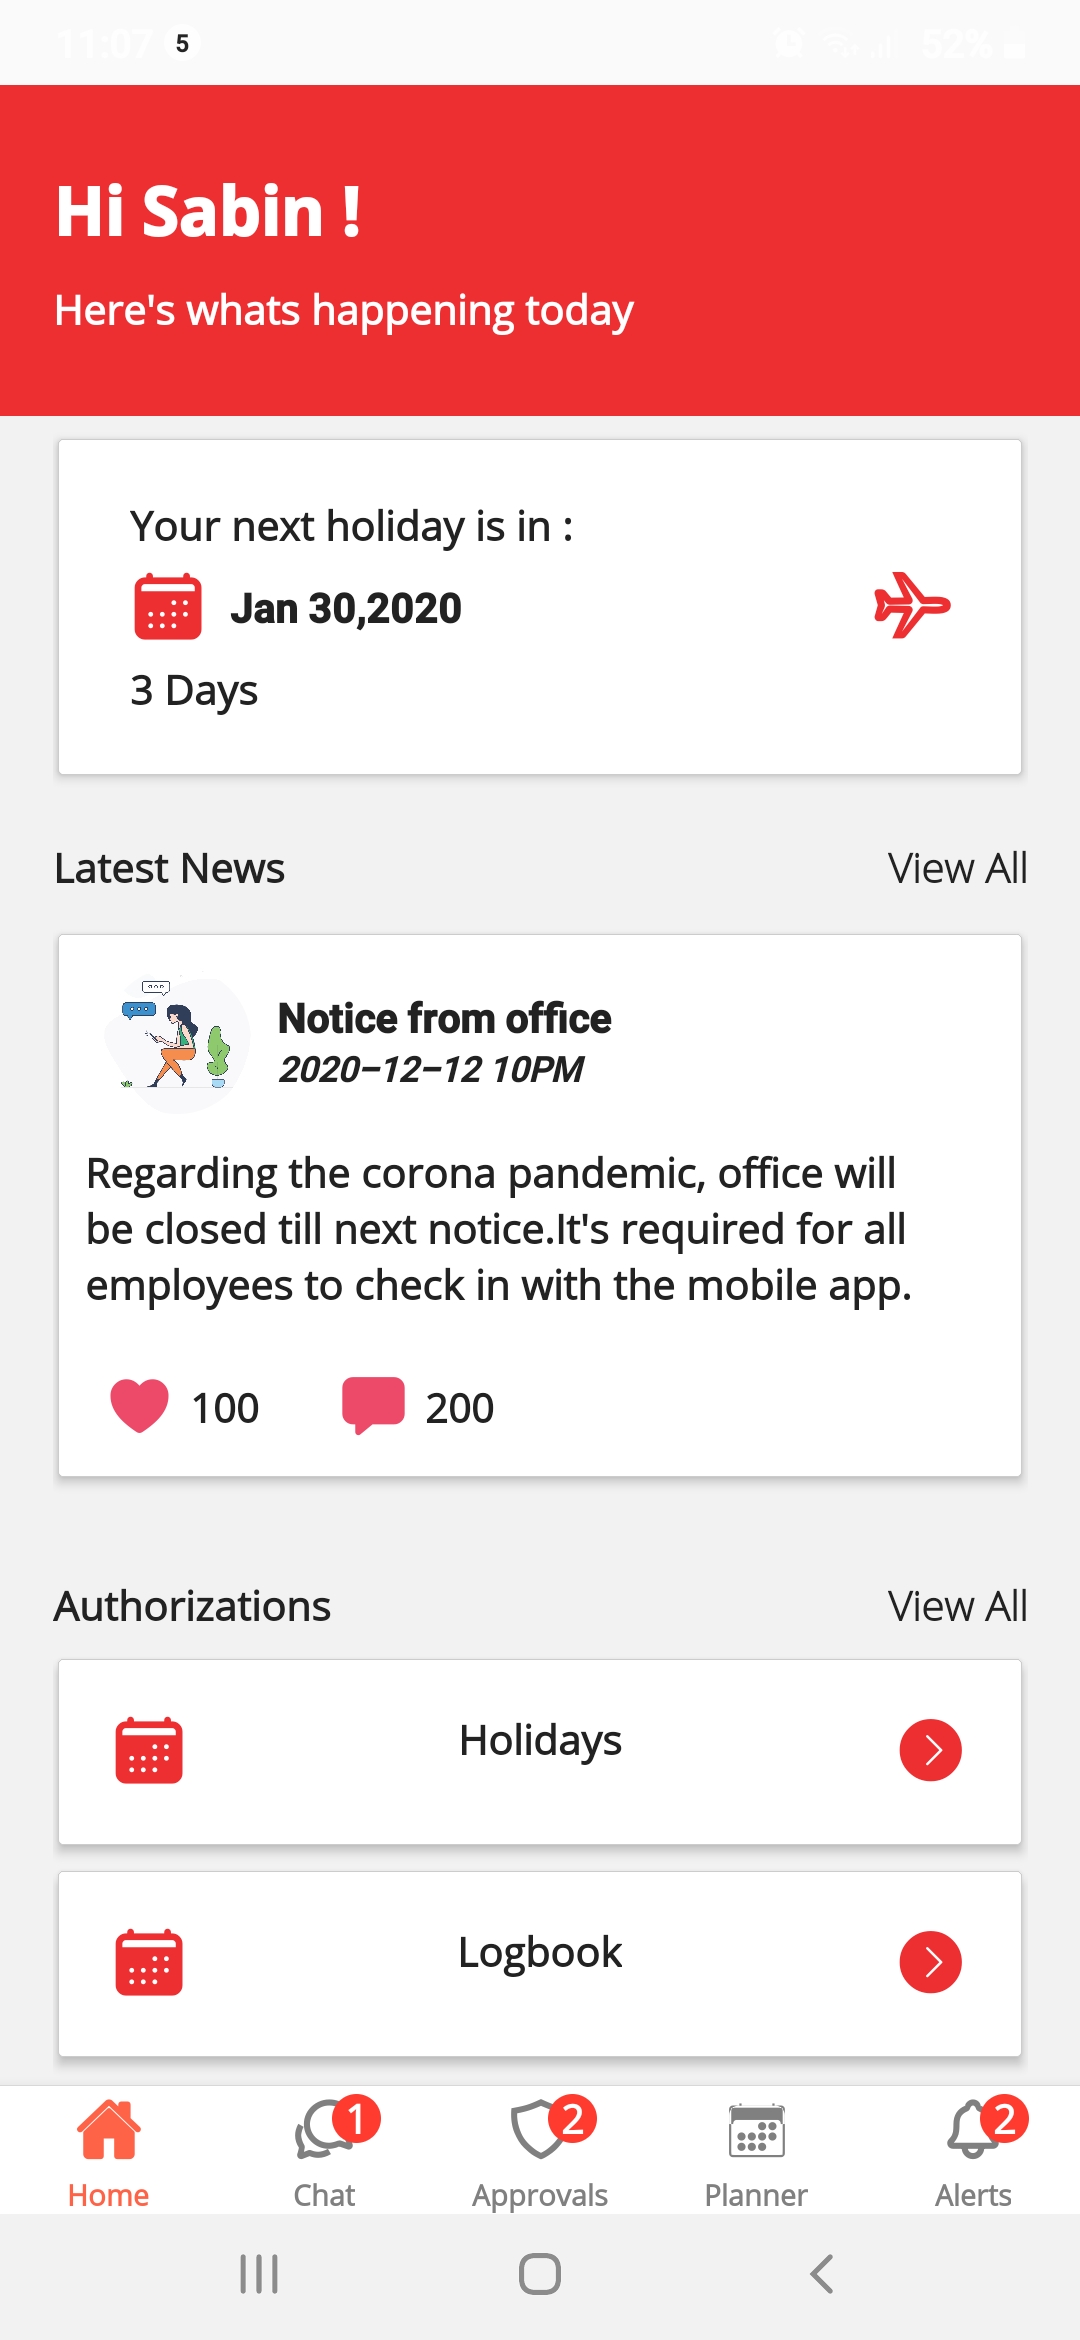 11:07 5 52%
Hi Sabin !
Here's whats happening today
Your next holiday is in :
Jan 30,2020
3 Days
Latest News View All
Notice from office
2020-12-12 10PM
Regarding the corona pandemic, office will
be closed till next notice.It's required for all
employees to check in with the mobile app.
100 200
Authorizations View All
Holidays
Logbook
1 2 2
Home Chat Approvals Planner Alerts